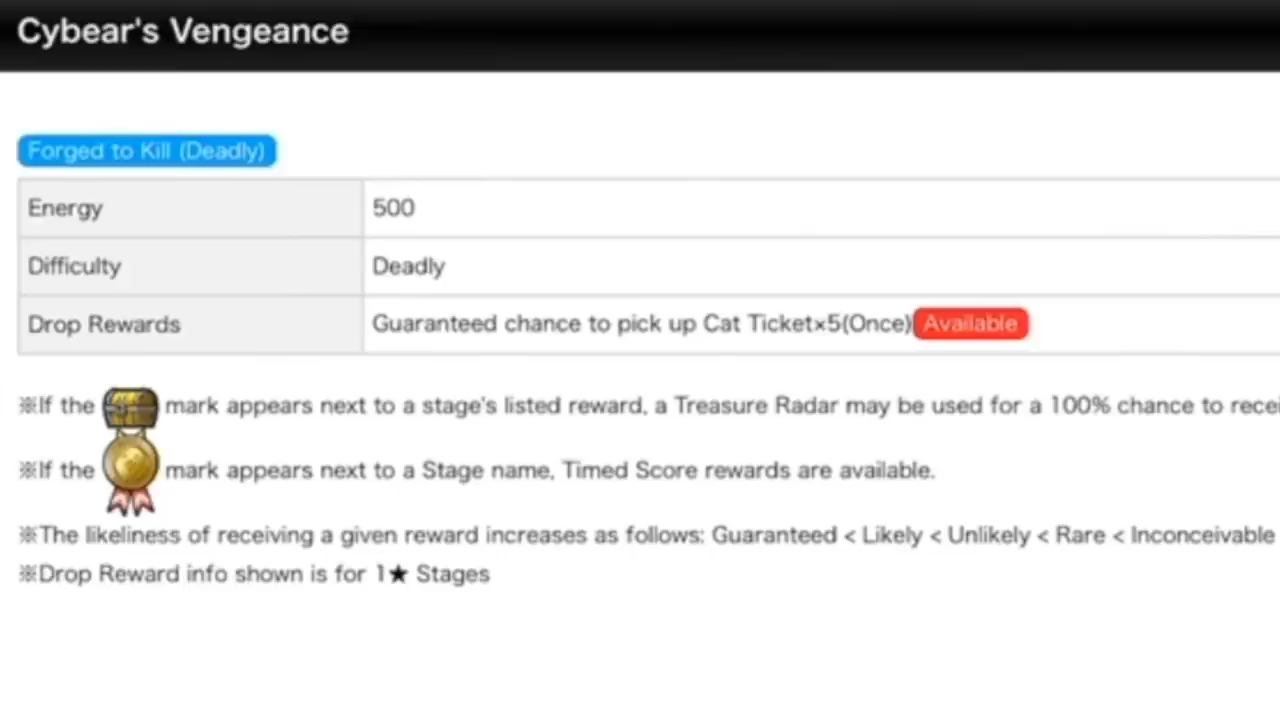 Cybear's Vengeance
Forged to Kill (Deadly)
Energy 500
Difficulty Deadly
Drop Rewards Guaranteed chance to pick up Cat Ticket×5(Once) Available
※If the mark appears next to a stage's listed reward, a Treasure Radar may be used for a 100% chance to recei
※If the mark appears next to a Stage name, Timed Score rewards are available.
※The likeliness of receiving a given reward increases as follows: Guaranteed < Likely < Unlikely < Rare < Inconceivable
※Drop Reward info shown is for 1★ Stages